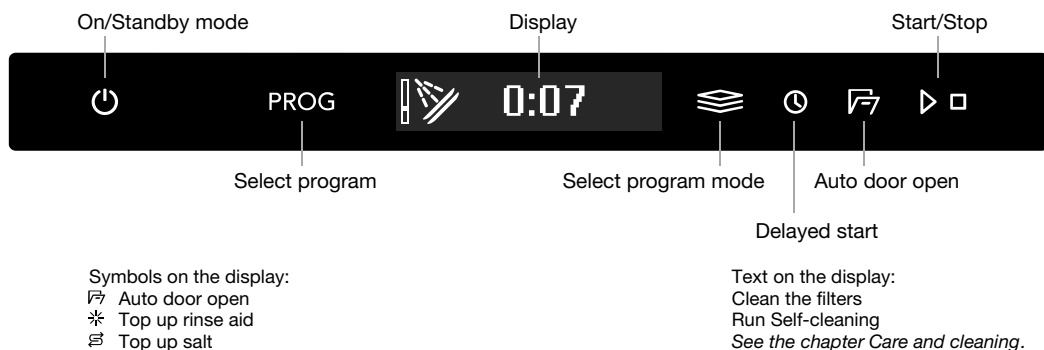 On/Standby mode
Display
Start/Stop
PROG
0:07
Select program
Select program mode
Auto door open
Delayed start
Symbols on the display:
Auto door open
Top up rinse aid
Top up salt
Text on the display:
Clean the filters
Run Self-cleaning
See the chapter Care and cleaning.